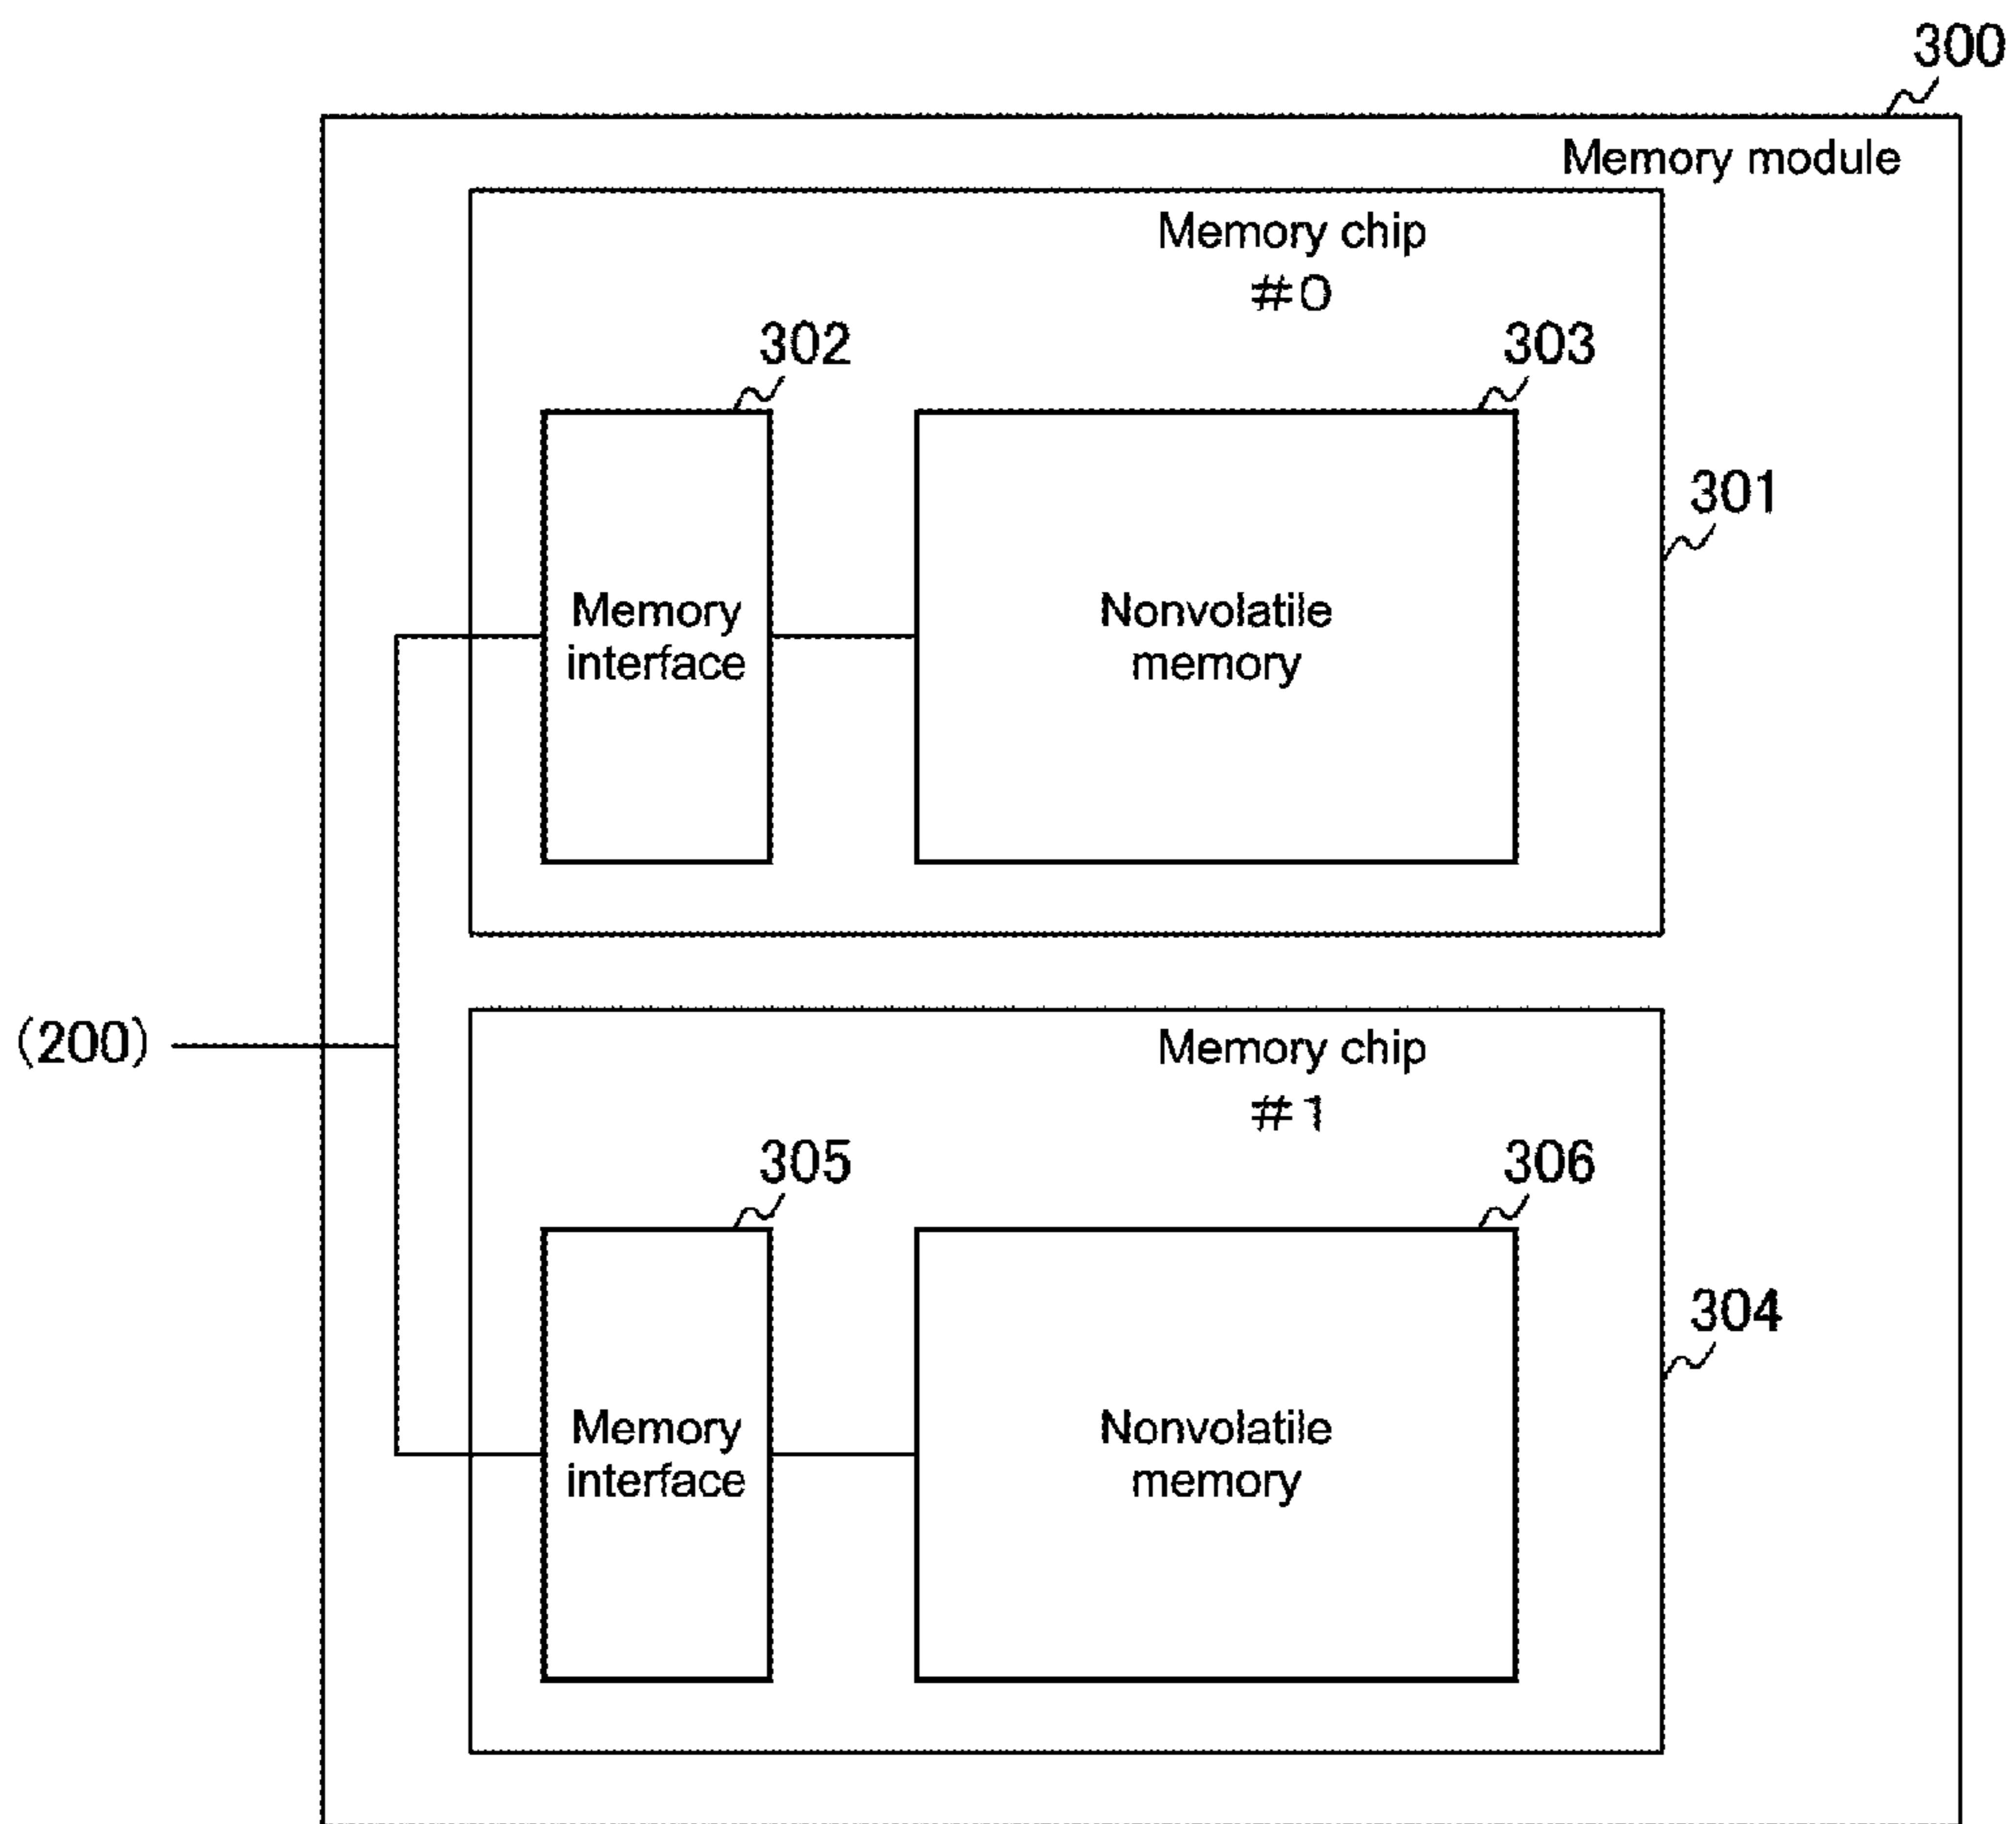 300
Memory module
Memory chip
#0
302
303
301
Memory
interface
Nonvolatile
memory
(200)
Memory chip
#1
305
306
304
Memory
interface
Nonvolatile
memory